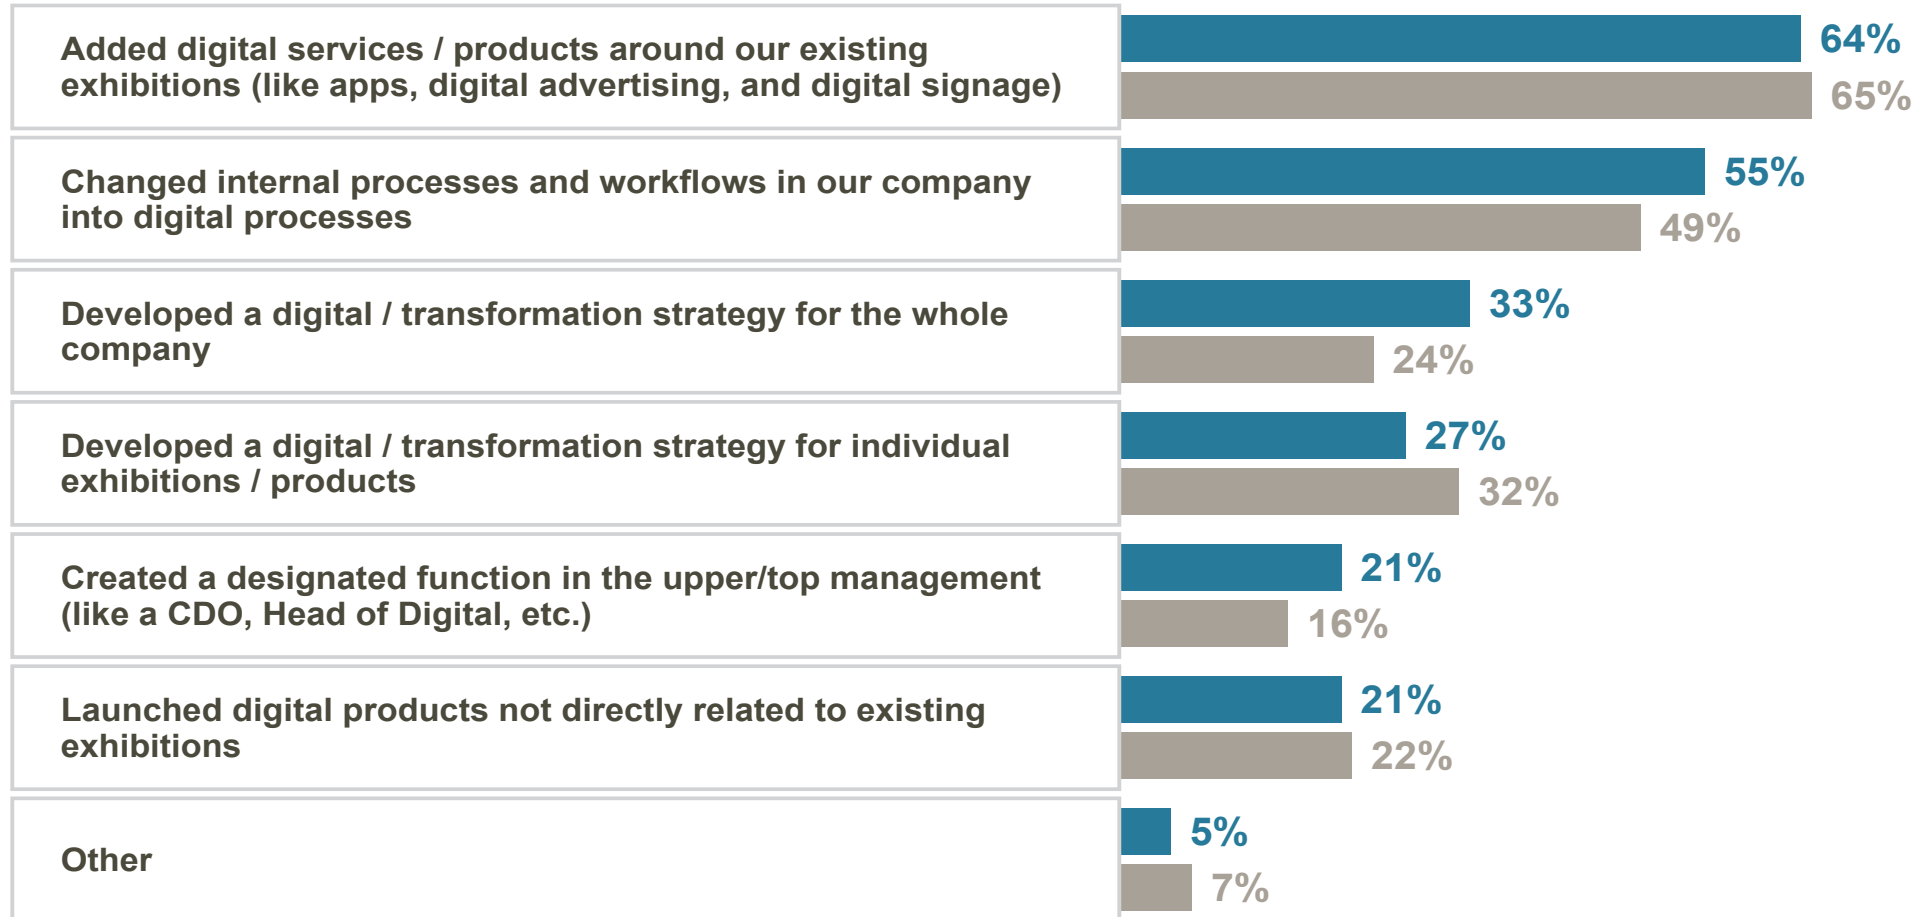 Added digital services / products around our existing
exhibitions (like apps, digital advertising, and digital signage)
64%
65%
Changed internal processes and workflows in our company
into digital processes
55%
49%
Developed a digital / transformation strategy for the whole
company
33%
24%
Developed a digital / transformation strategy for individual
exhibitions / products
27%
32%
Created a designated function in the upper/top management
(like a CDO, Head of Digital, etc.)
21%
16%
Launched digital products not directly related to existing
exhibitions
21%
22%
Other
5%
7%